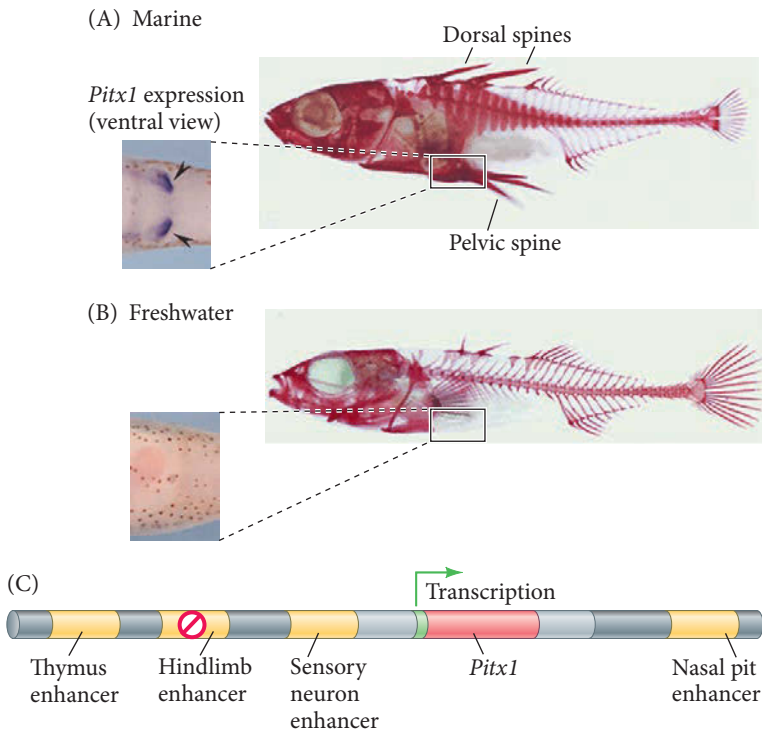 (A) Marine
Dorsal spines
Pitx1 expression
(ventral view)
Pelvic spine
(B) Freshwater
(C)
Transcription
Thymus
enhancer
Hindlimb
enhancer
Sensory
neuron
enhancer
Pitx1
Nasal pit
enhancer